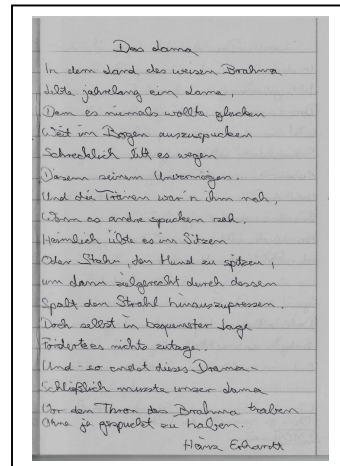 Das Lama
In dem Land des weisen Brahma
lebte jahrelang ein Lama,
Dem es niemals wollte glücken
Weit im Bogen auszuspucken
Schrecklich litt es wegen
Diesem seinem Unvermögen.
Und die Tränen war'n ihm nah,
Wenn es andre spucken sah.
Heimlich übte es im Sitzen
Oder Stehn, den Mund zu spitzen,
um dann zielgerecht durch dessen
Spalt den Strahl hinauszupressen.
Doch selbst in bequemster Lage
Förderte es nichts zutage.
Und - so endet dieses Drama -
Schließlich musste unser Lama
Vor den Thron des Brahma traben
Ohne je gespuckt zu haben.
Heinz Erhardt